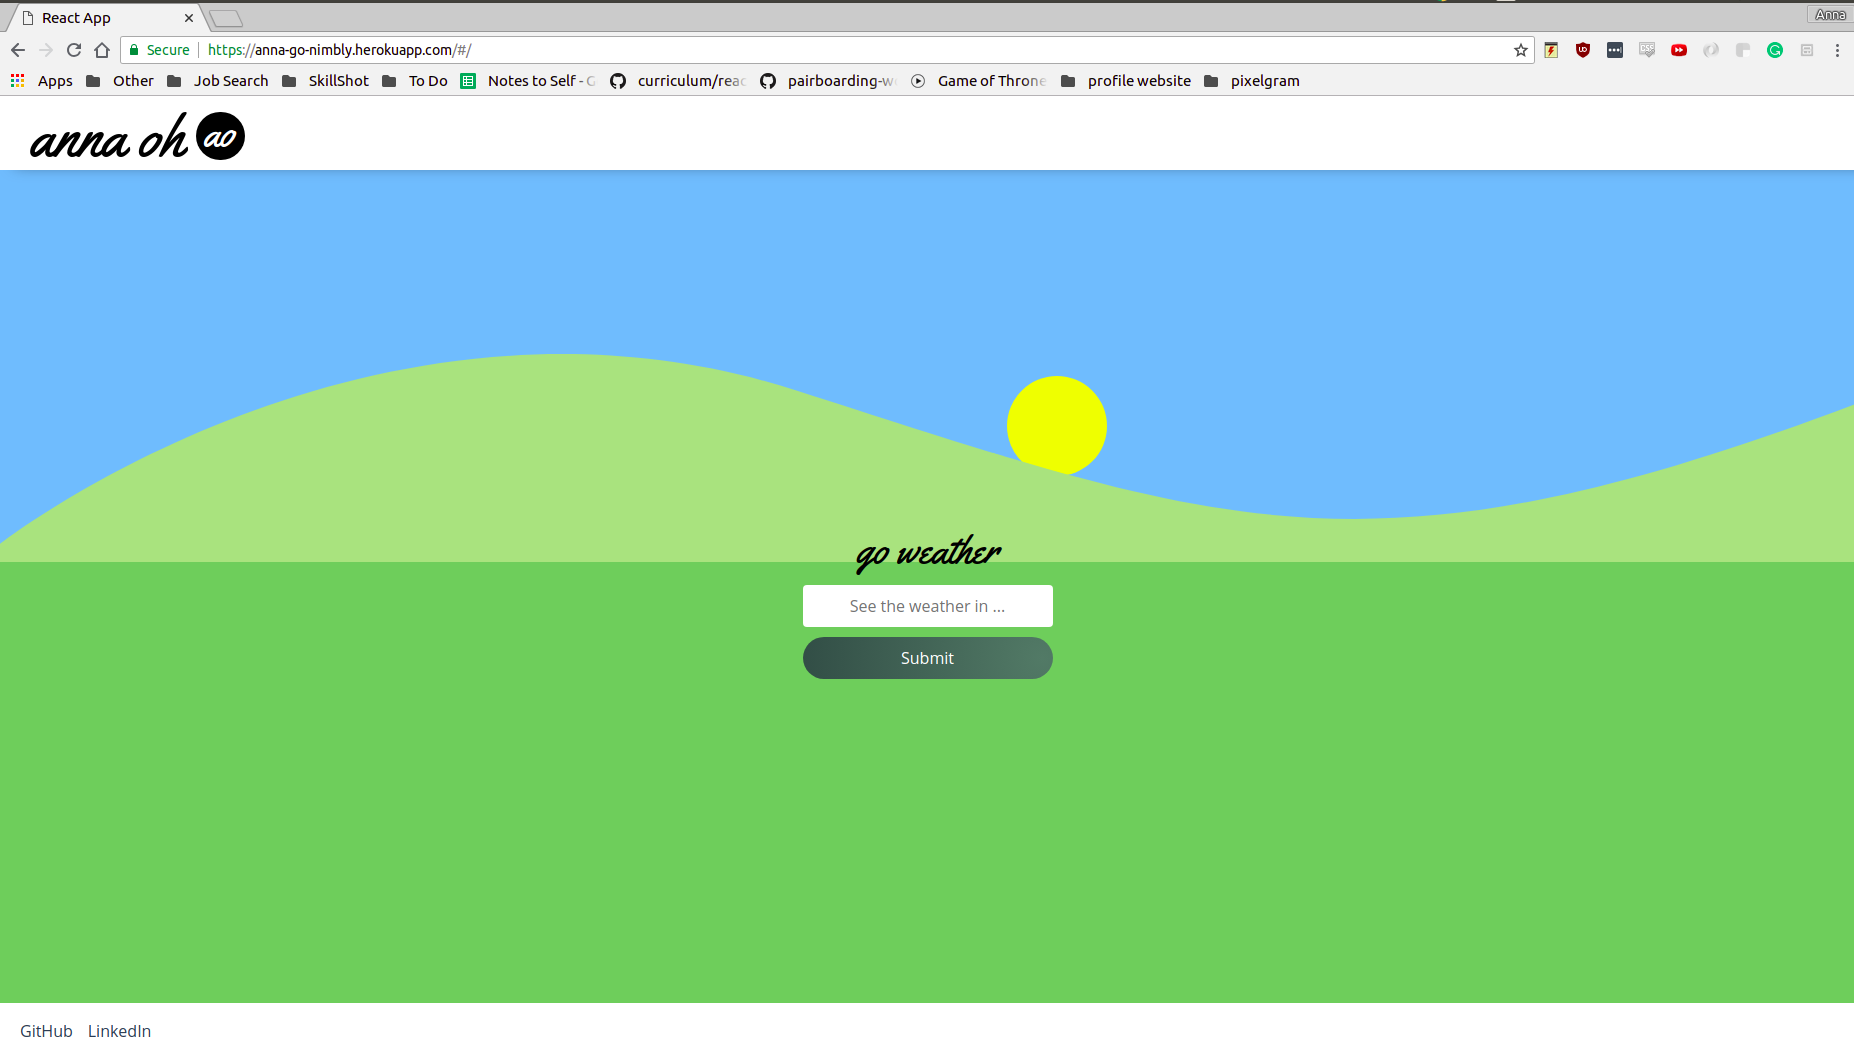 React App
Anna
Secure https://anna-go-nimbly.herokuapp.com/#/
Apps Other Job Search SkillShot To Do Notes to Self - G curriculum/reac pairboarding-w Game of Throne profile website pixelgram
anna oh ao
go weather
See the weather in ...
Submit
GitHub LinkedIn